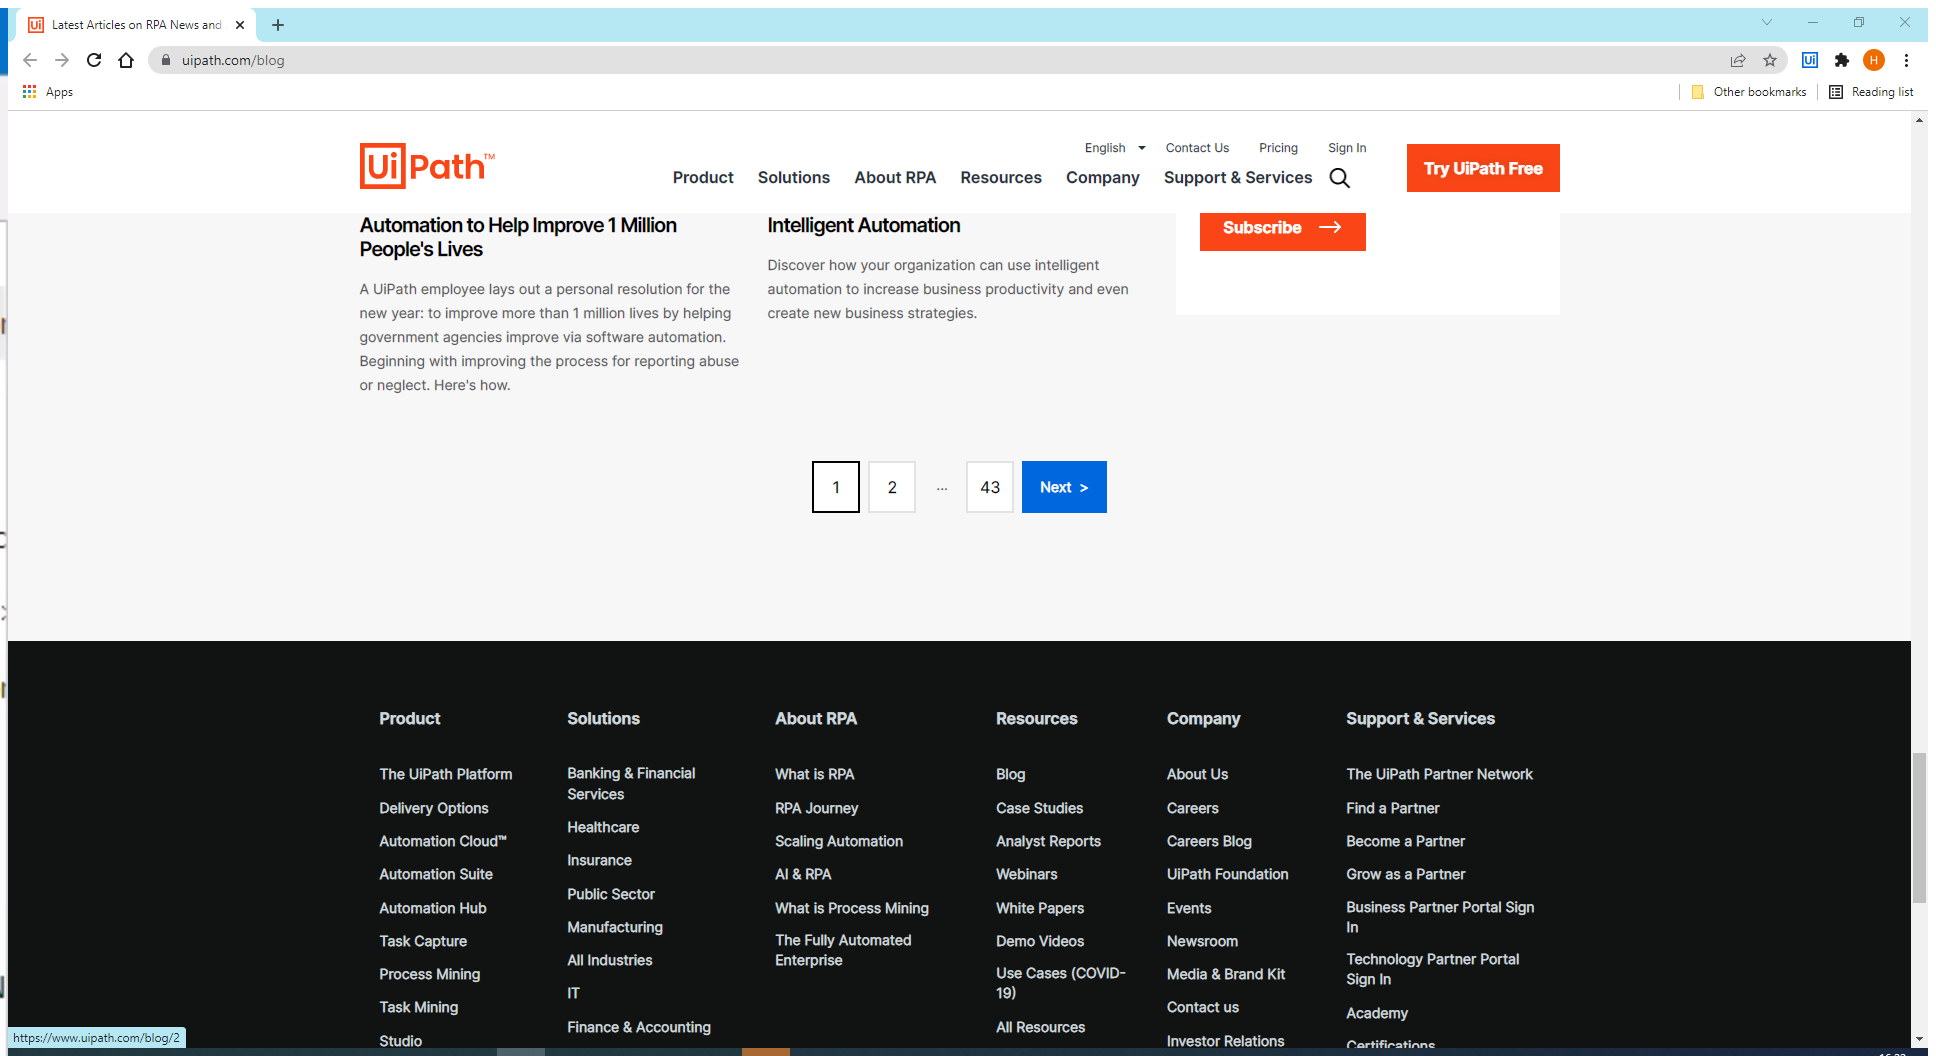 Latest Articles on RPA News and
uipath.com/blog
H
Apps
Other bookmarks
Reading list
UiPath™
English
Contact Us
Pricing
Sign In
Product
Solutions
About RPA
Resources
Company
Support & Services
Try UiPath Free
Automation to Help Improve 1 Million
People's Lives
A UiPath employee lays out a personal resolution for the
new year: to improve more than 1 million lives by helping
government agencies improve via software automation.
Beginning with improving the process for reporting abuse
or neglect. Here's how.
Intelligent Automation
Discover how your organization can use intelligent
automation to increase business productivity and even
create new business strategies.
Subscribe
1
2
...
43
Next >
Product
The UiPath Platform
Delivery Options
Automation Cloud™
Automation Suite
Automation Hub
Task Capture
Process Mining
Task Mining
Studio
Solutions
Banking & Financial
Services
Healthcare
Insurance
Public Sector
Manufacturing
All Industries
IT
Finance & Accounting
About RPA
What is RPA
RPA Journey
Scaling Automation
AI & RPA
What is Process Mining
The Fully Automated
Enterprise
Resources
Blog
Case Studies
Analyst Reports
Webinars
White Papers
Demo Videos
Use Cases (COVID-
19)
All Resources
Company
About Us
Careers
Careers Blog
UiPath Foundation
Events
Newsroom
Media & Brand Kit
Contact us
Investor Relations
Support & Services
The UiPath Partner Network
Find a Partner
Become a Partner
Grow as a Partner
Business Partner Portal Sign
In
Technology Partner Portal
Sign In
Academy
Certifications
https://www.uipath.com/blog/2